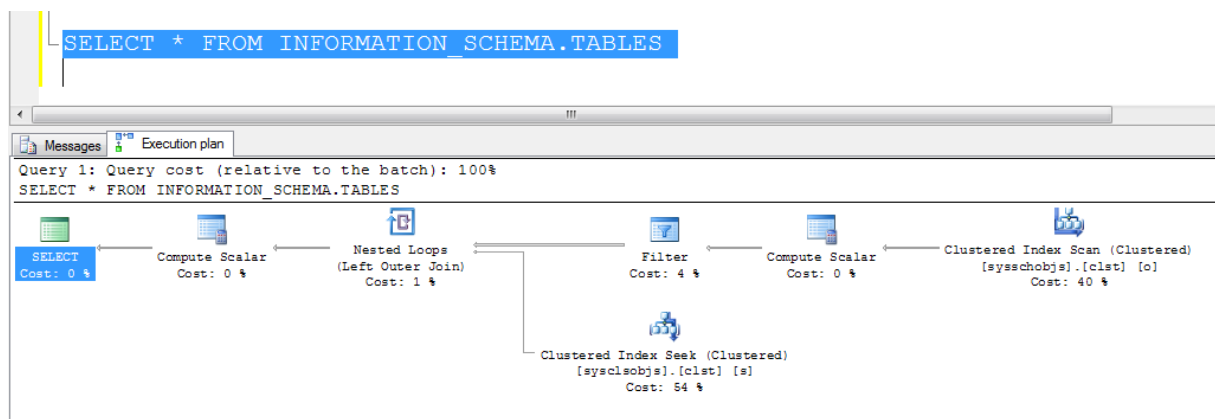 SELECT * FROM INFORMATION_SCHEMA.TABLES
Messages
Execution plan
Query 1: Query cost (relative to the batch): 100%
SELECT * FROM INFORMATION_SCHEMA.TABLES
SELECT
Cost: 0 %
Compute Scalar
Cost: 0 %
Nested Loops
(Left Outer Join)
Cost: 1 %
Filter
Cost: 4 %
Compute Scalar
Cost: 0 %
Clustered Index Scan (Clustered)
[sysschobjs].[clst] [o]
Cost: 40 %
Clustered Index Seek (Clustered)
[sysclsobjs].[clst] [s]
Cost: 54 %